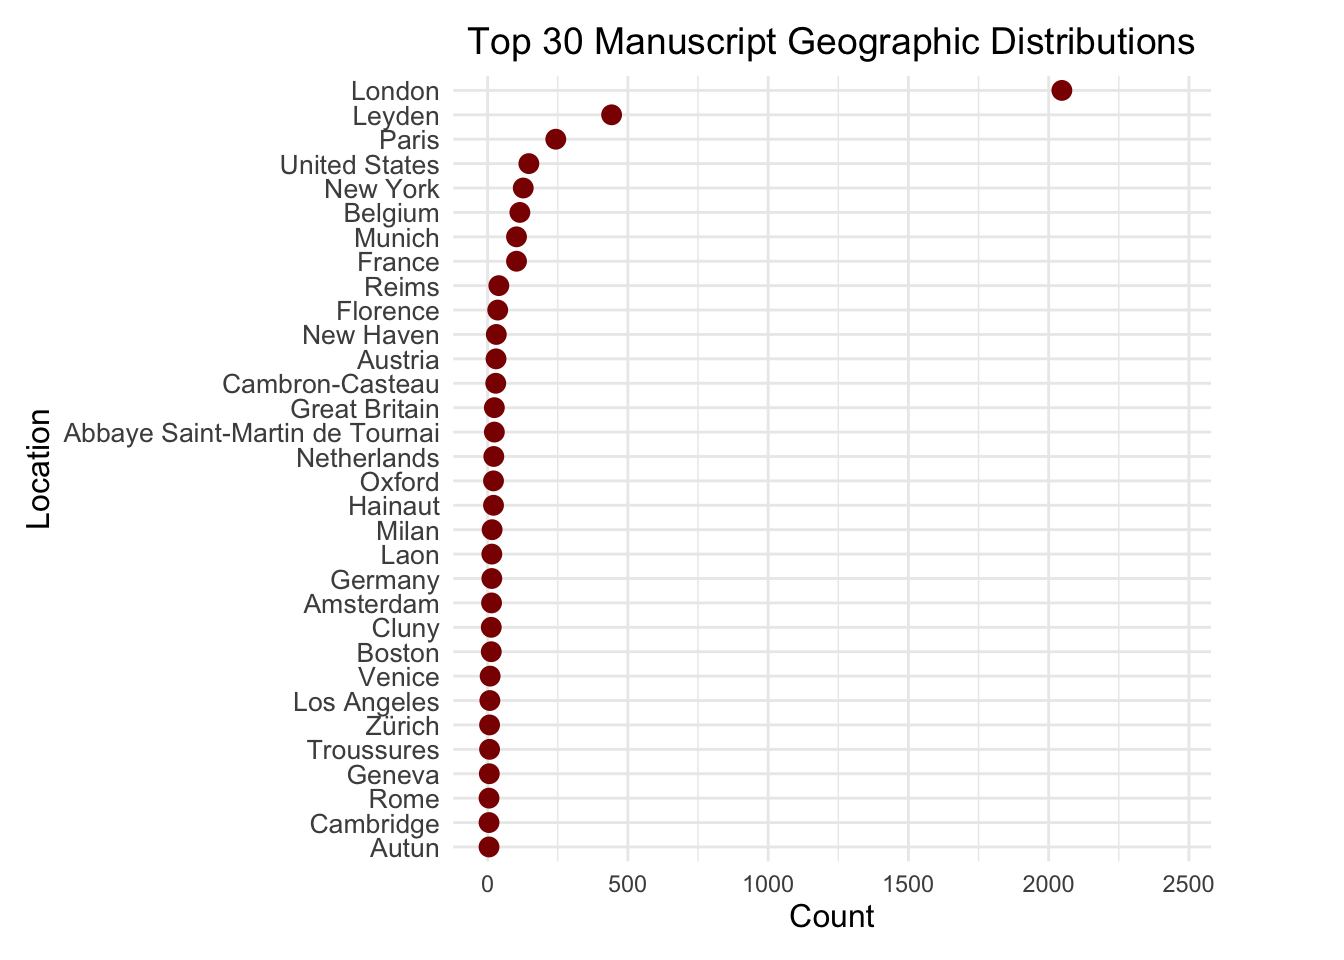 Top 30 Manuscript Geographic Distributions
London
Leyden
Paris
United States
New York
Belgium
Munich
France
Reims
Florence
New Haven
Austria
Cambron-Casteau
Great Britain
Abbaye Saint-Martin de Tournai
Netherlands
Oxford
Hainaut
Milan
Laon
Germany
Amsterdam
Cluny
Boston
Venice
Los Angeles
Zürich
Troussures
Geneva
Rome
Cambridge
Autun
Location
0 500 1000 1500 2000 2500
Count